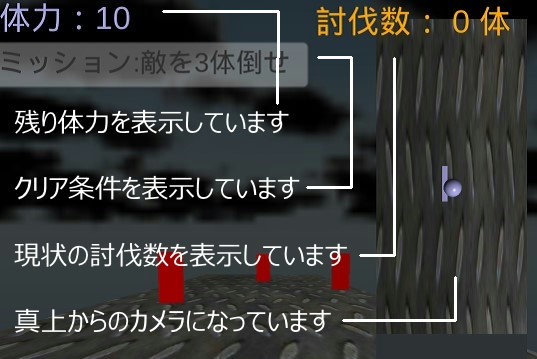 体力：10
討伐数：０体
ミッション:敵を3体倒せ
残り体力を表示しています
クリア条件を表示しています
現状の討伐数を表示しています
真上からのカメラになっています